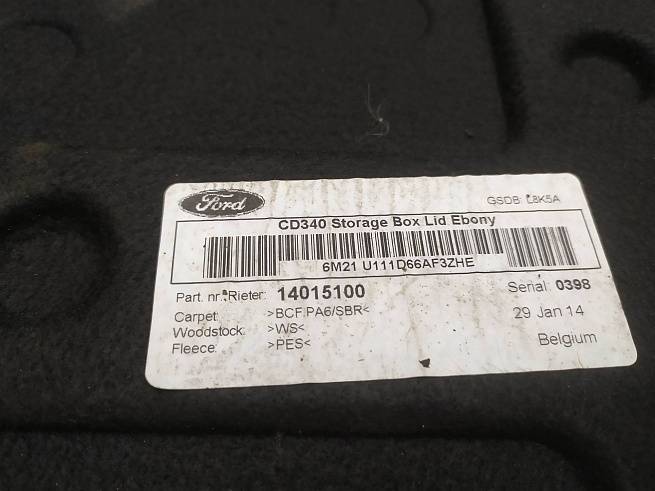 Ford
GSDB: L8K5A
CD340 Storage Box Lid Ebony
6M21 U111D66AF3ZHE
Part. nr. Rieter: 14015100
Serial: 0398
Carpet: >BCF.PA6/SBR<
29 Jan 14
Woodstock: >WS<
Fleece: >PES<
Belgium